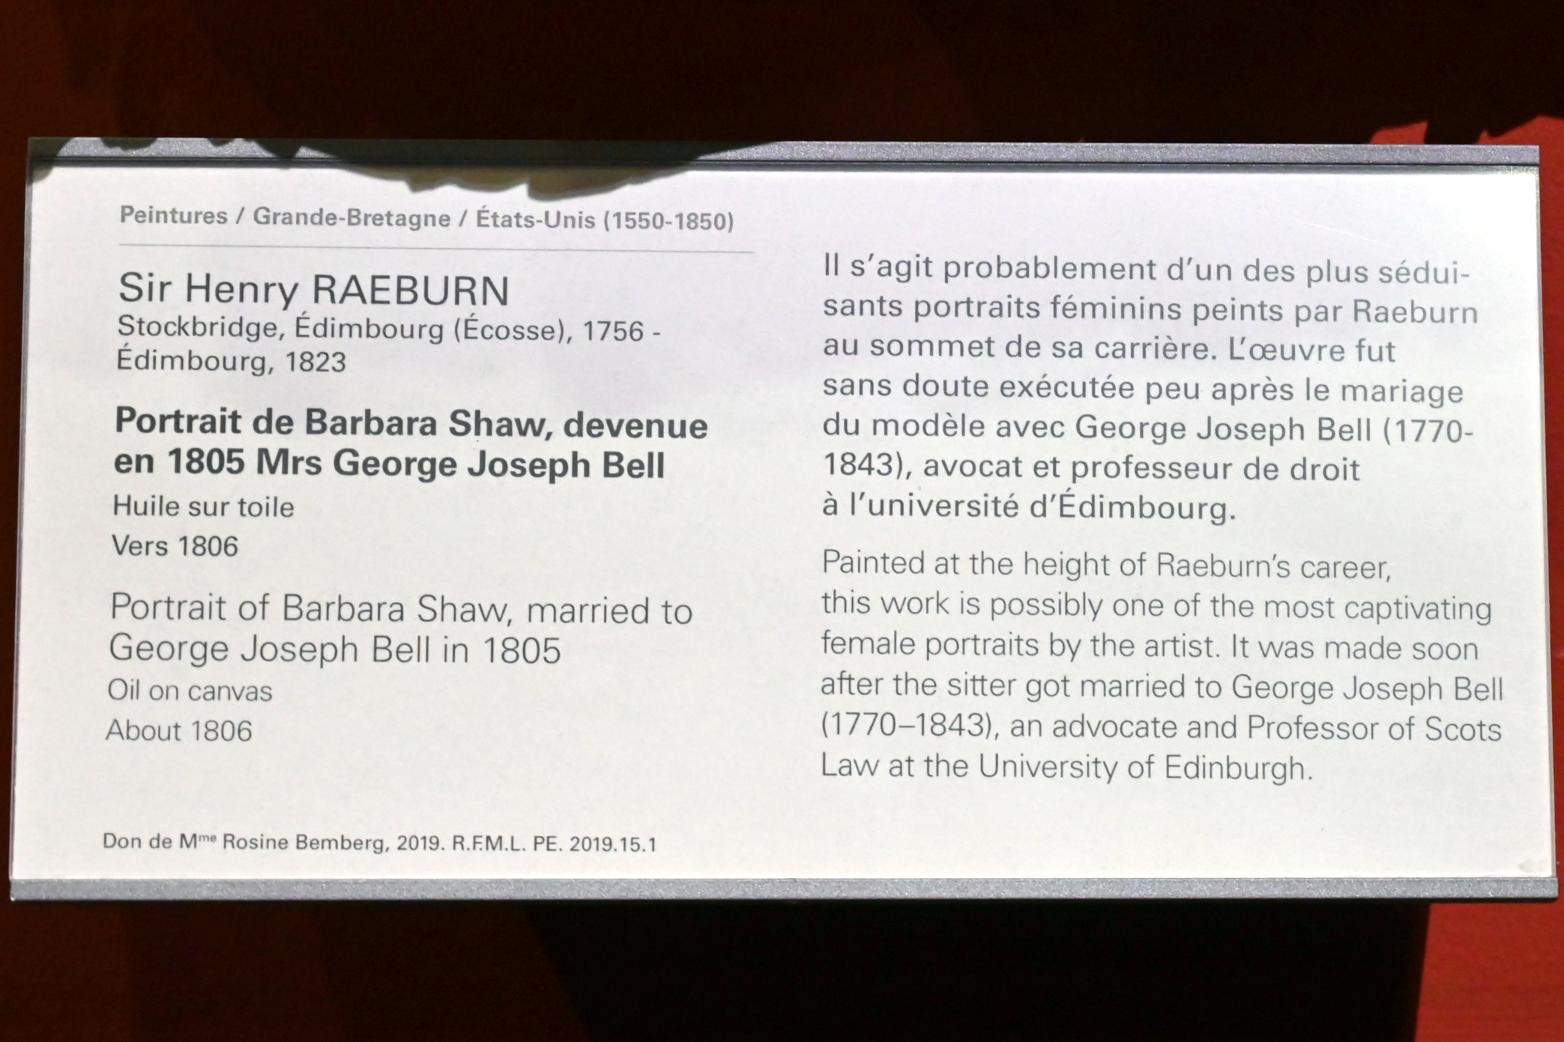 Peintures / Grande-Bretagne / États-Unis (1550-1850)
Sir Henry RAEBURN
Stockbridge, Édimbourg (Écosse), 1756 -
Édimbourg, 1823
Portrait de Barbara Shaw, devenue
en 1805 Mrs George Joseph Bell
Huile sur toile
Vers 1806
Portrait of Barbara Shaw, married to
George Joseph Bell in 1805
Oil on canvas
About 1806
Don de Mme Rosine Bemberg, 2019. R.F.M.L. PE. 2019.15.1
Il s’agit probablement d’un des plus sédui-
sants portraits féminins peints par Raeburn
au sommet de sa carrière. L’œuvre fut
sans doute exécutée peu après le mariage
du modèle avec George Joseph Bell (1770-
1843), avocat et professeur de droit
à l’université d’Édimbourg.
Painted at the height of Raeburn’s career,
this work is possibly one of the most captivating
female portraits by the artist. It was made soon
after the sitter got married to George Joseph Bell
(1770–1843), an advocate and Professor of Scots
Law at the University of Edinburgh.